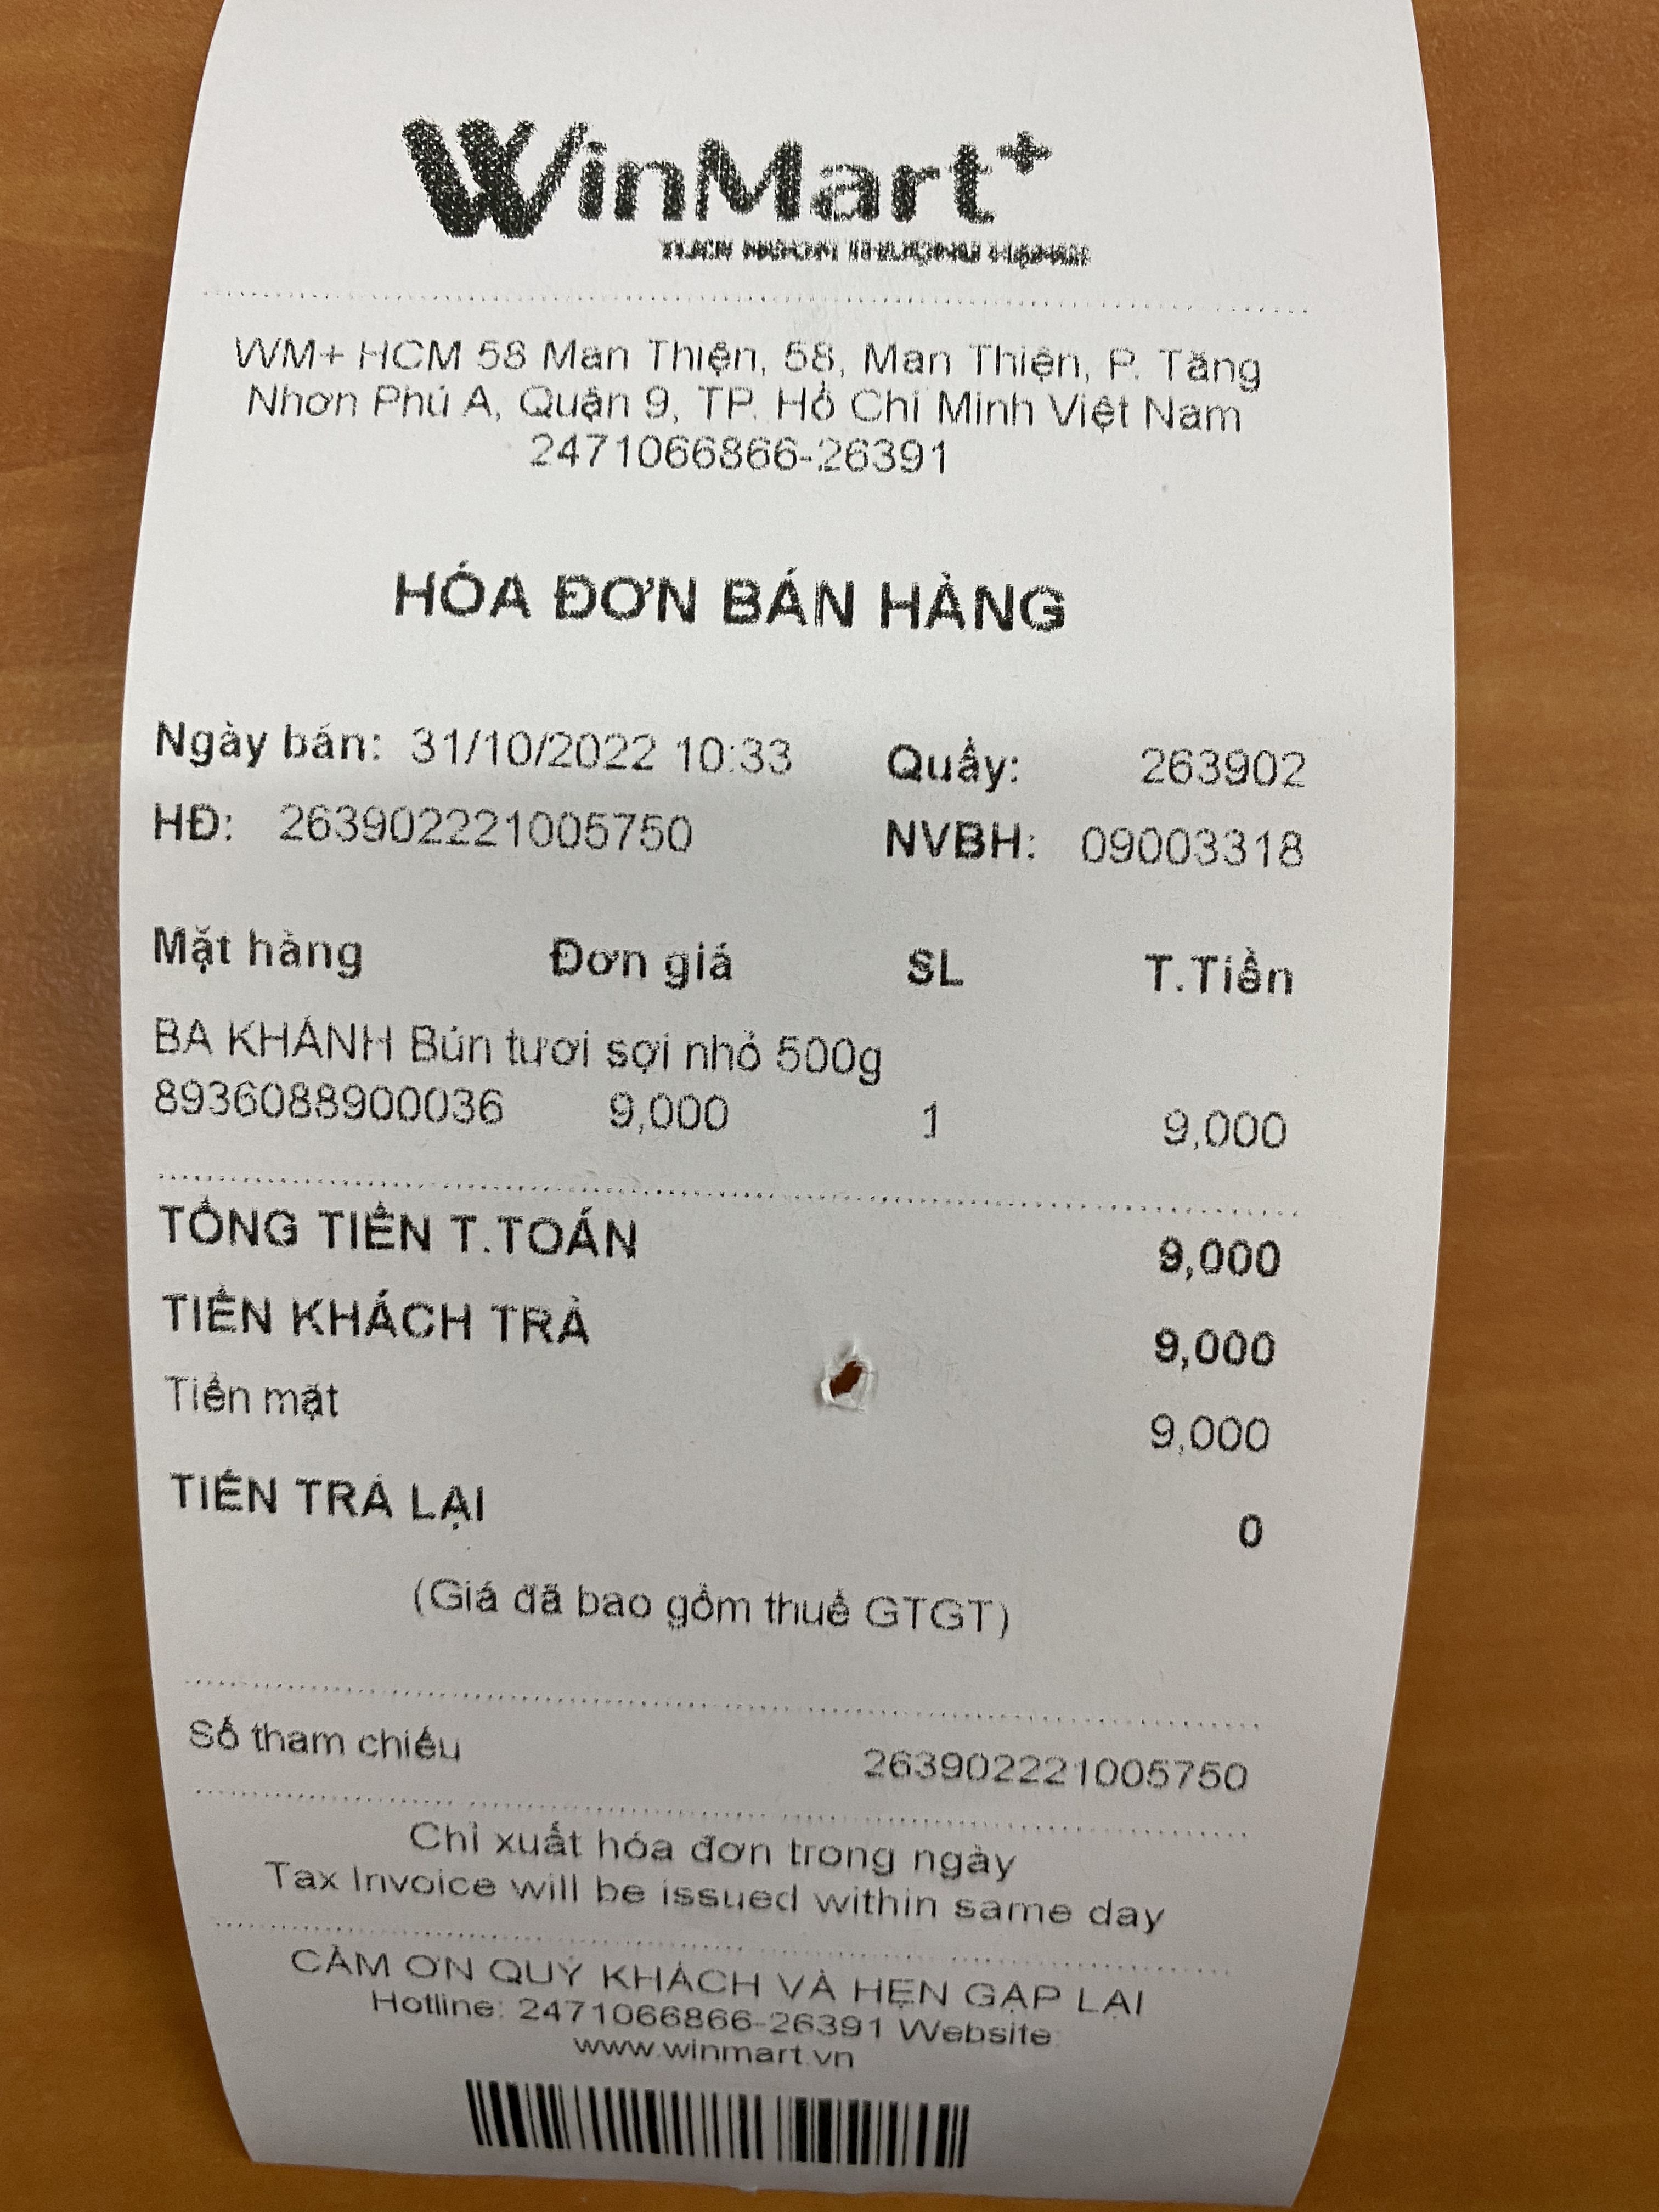 WinMart+
WM+ HCM 58 Man Thiện, 58, Man Thiện, P. Tăng
Nhơn Phú A, Quận 9, TP. Hồ Chí Minh Việt Nam
2471066866-26391
HÓA ĐƠN BÁN HÀNG
Ngày bán: 31/10/2022 10:33 Quầy: 263902
HĐ: 263902221005750 NVBH: 09003318
Mặt hàng Đơn giá SL T.Tiền
BA KHÁNH Bún tươi sợi nhỏ 500g
8936088900036 9,000 1 9,000
TỔNG TIỀN T.TOÁN 9,000
TIỀN KHÁCH TRẢ 9,000
Tiền mặt 9,000
TIỀN TRẢ LẠI 0
(Giá đã bao gồm thuế GTGT)
Số tham chiếu 263902221005750
Chỉ xuất hóa đơn trong ngày
Tax Invoice will be issued within same day
CẢM ƠN QUÝ KHÁCH VÀ HẸN GẶP LẠI
Hotline: 2471066866-26391 Website:
www.winmart.vn